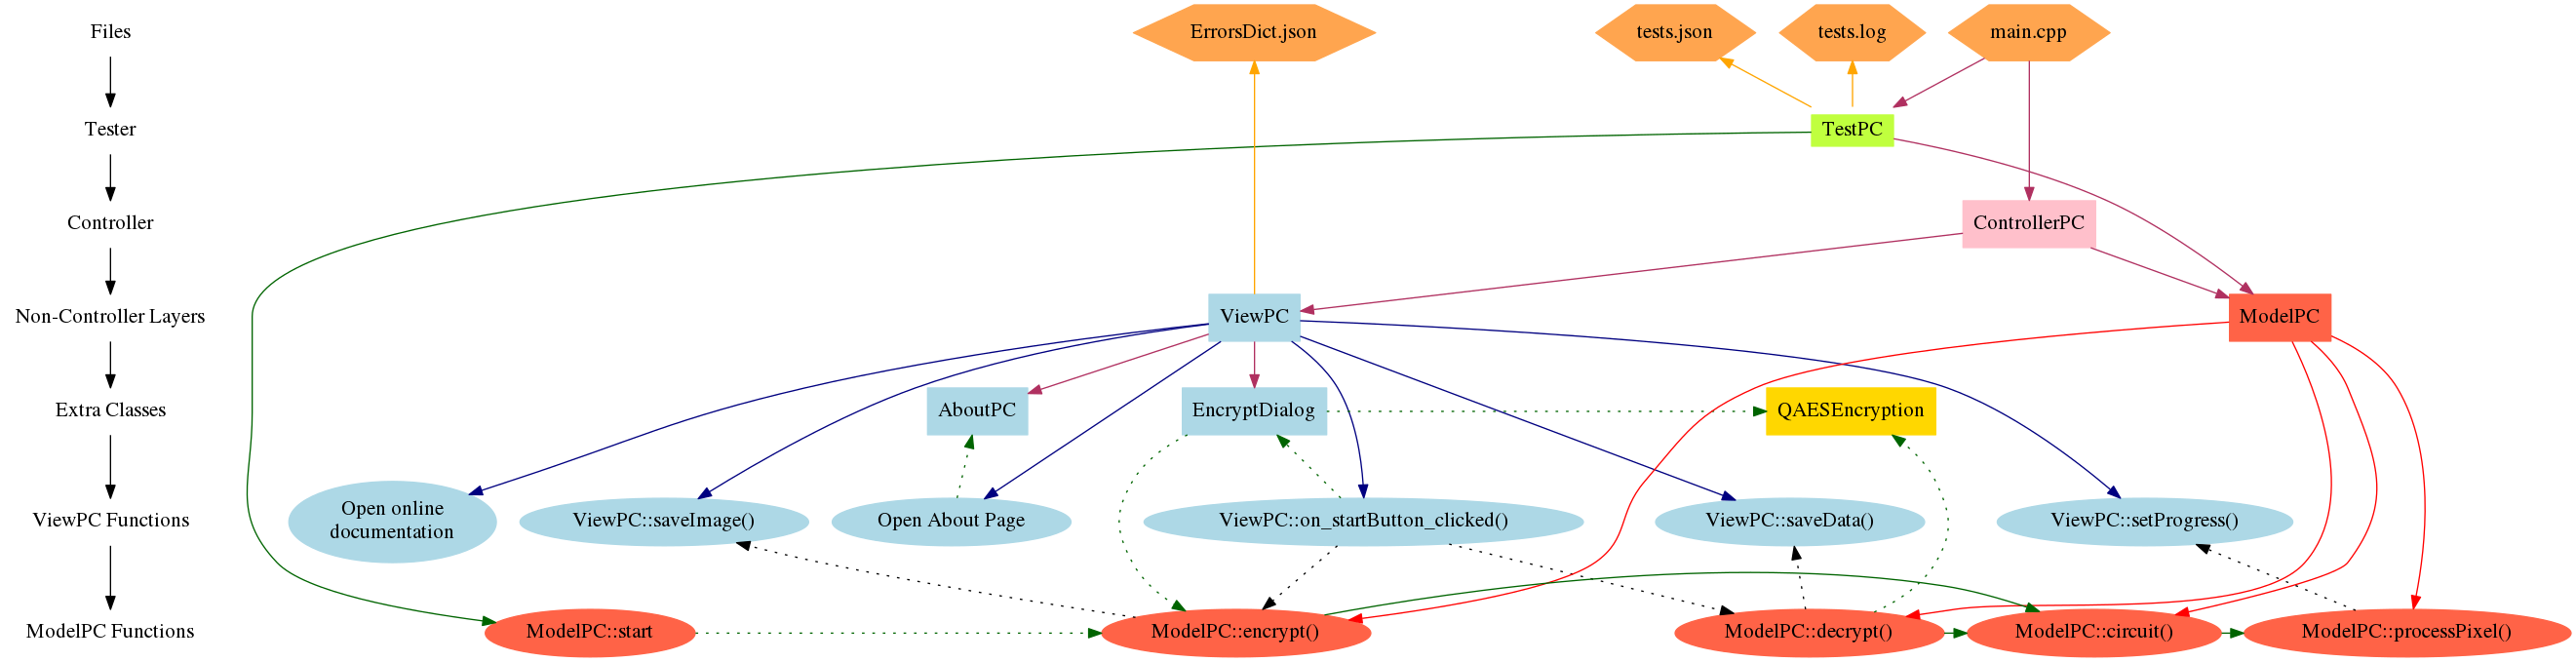 Files
ErrorsDict.json
tests.json
tests.log
main.cpp
Tester
TestPC
Controller
ControllerPC
Non-Controller Layers
ViewPC
ModelPC
Extra Classes
AboutPC
EncryptDialog
QAESEncryption
ViewPC Functions
Open online
documentation
ViewPC::saveImage()
Open About Page
ViewPC::on_startButton_clicked()
ViewPC::saveData()
ViewPC::setProgress()
ModelPC Functions
ModelPC::start
ModelPC::encrypt()
ModelPC::decrypt()
ModelPC::circuit()
ModelPC::processPixel()